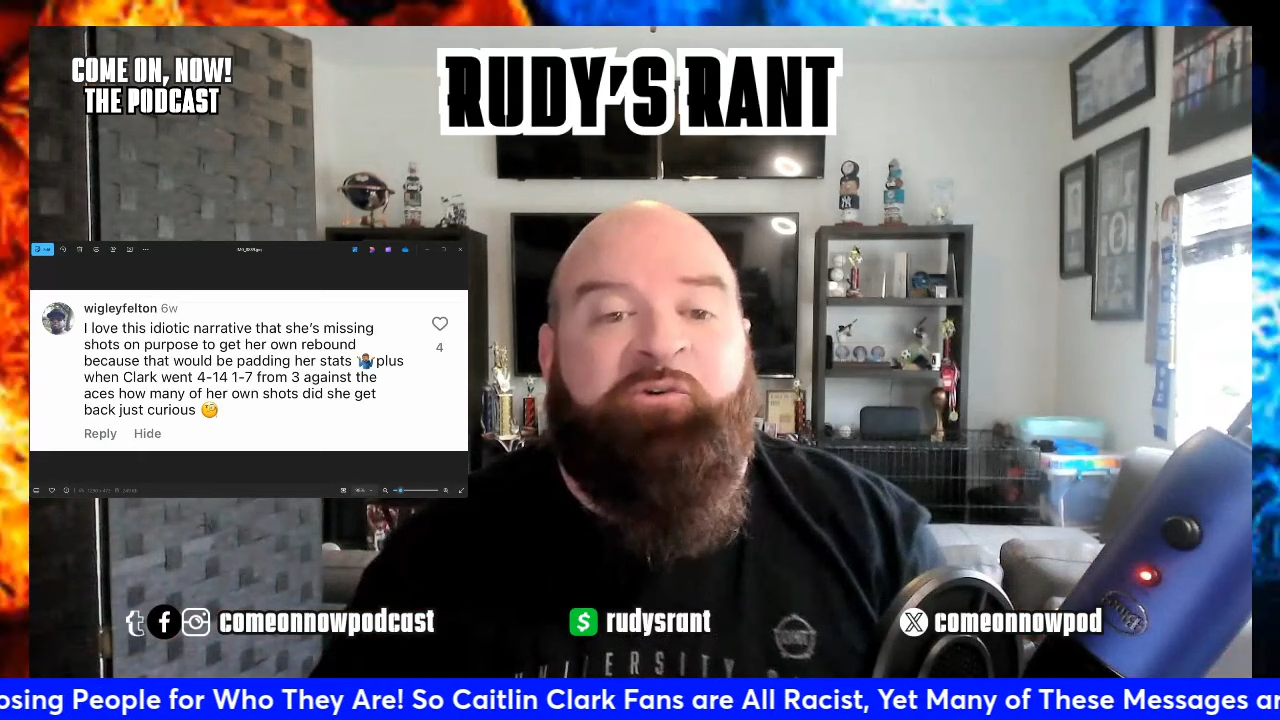 COME ON, NOW!
THE PODCAST
RUDY'S RANT
wigleyfelton 6w
I love this idiotic narrative that she's missing
shots on purpose to get her own rebound
because that would be padding her stats 🤷🏽‍♂️plus
when Clark went 4-14 1-7 from 3 against the
aces how many of her own shots did she get
back just curious 🤔
4
Reply Hide
comeonnowpodcast
rudysrant
comeonnowpod
UNIVERSITY
Blue
osing People for Who They Are! So Caitlin Clark Fans are All Racist, Yet Many of These Messages ar